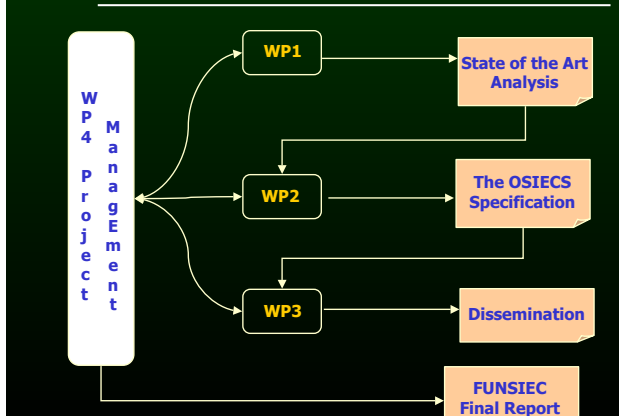 WP4 Project
ManagEment
WP1
State of the Art
Analysis
WP2
The OSIECS
Specification
WP3
Dissemination
FUNSIEC
Final Report